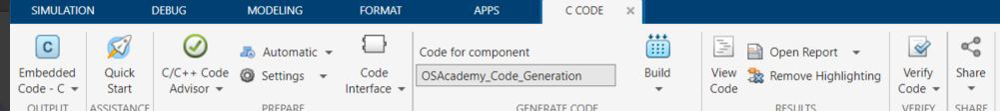 SIMULATION DEBUG MODELING FORMAT APPS C CODE
C
Embedded Code - C
Quick Start
C/C++ Code Advisor
Automatic
Settings
Code Interface
Code for component
OSAcademy_Code_Generation
Build
View Code
Open Report
Remove Highlighting
Verify Code
Share
OUTPUT ASSISTANCE PREPARE GENERATE CODE RESULTS VERIFY SHARE